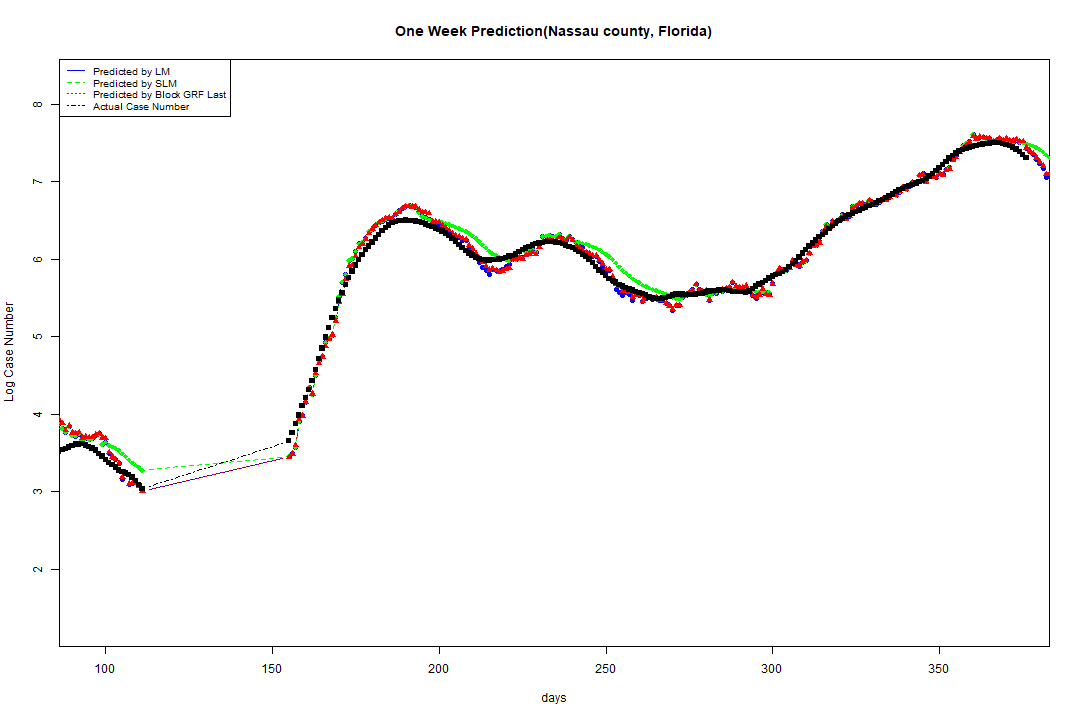 One Week Prediction(Nassau county, Florida)
Predicted by LM
Predicted by SLM
Predicted by Block GRF Last
Actual Case Number
8
7
6
5
4
3
2
Log Case Number
100 150 200 250 300 350
days